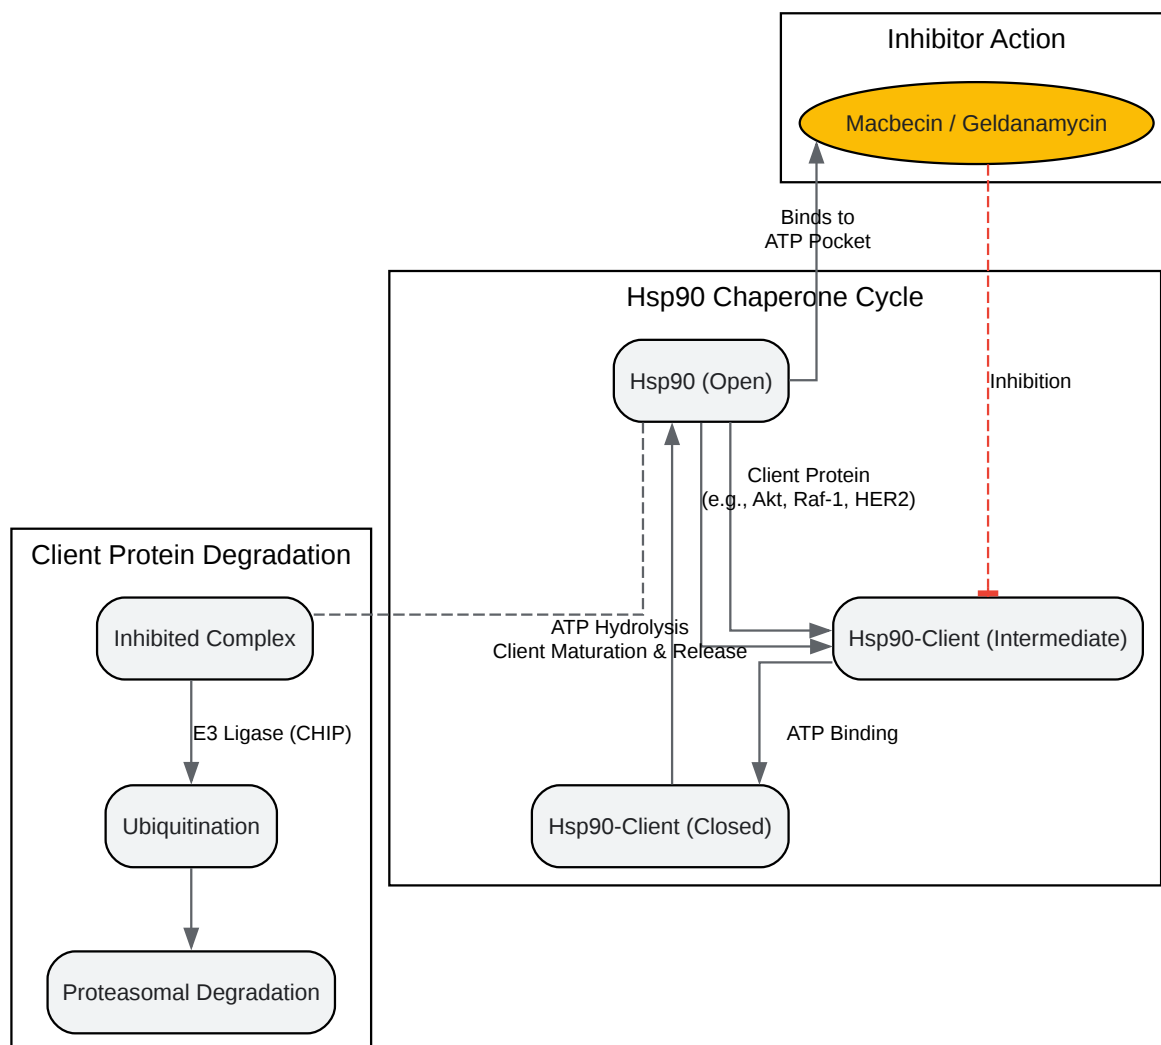 Inhibitor Action
Macbecin / Geldanamycin
Binds to
ATP Pocket
Hsp90 Chaperone Cycle
Hsp90 (Open)
Inhibition
Client Protein
(e.g., Akt, Raf-1, HER2)
Client Protein Degradation
Inhibited Complex
ATP Hydrolysis
Client Maturation & Release
Hsp90-Client (Intermediate)
E3 Ligase (CHIP)
ATP Binding
Ubiquitination
Hsp90-Client (Closed)
Proteasomal Degradation